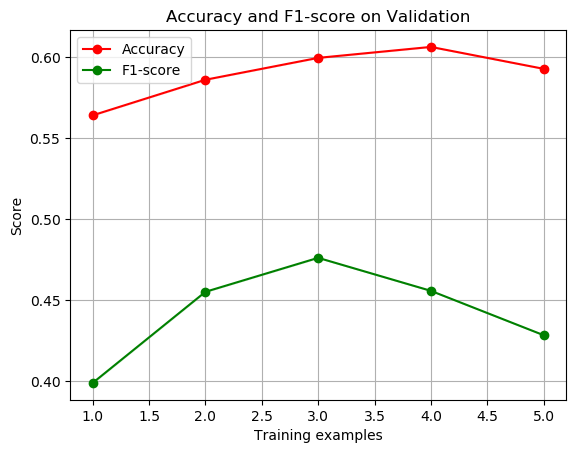 Accuracy and F1-score on Validation
Accuracy
F1-score
0.60
0.55
0.50
0.45
0.40
Score
1.0 1.5 2.0 2.5 3.0 3.5 4.0 4.5 5.0
Training examples